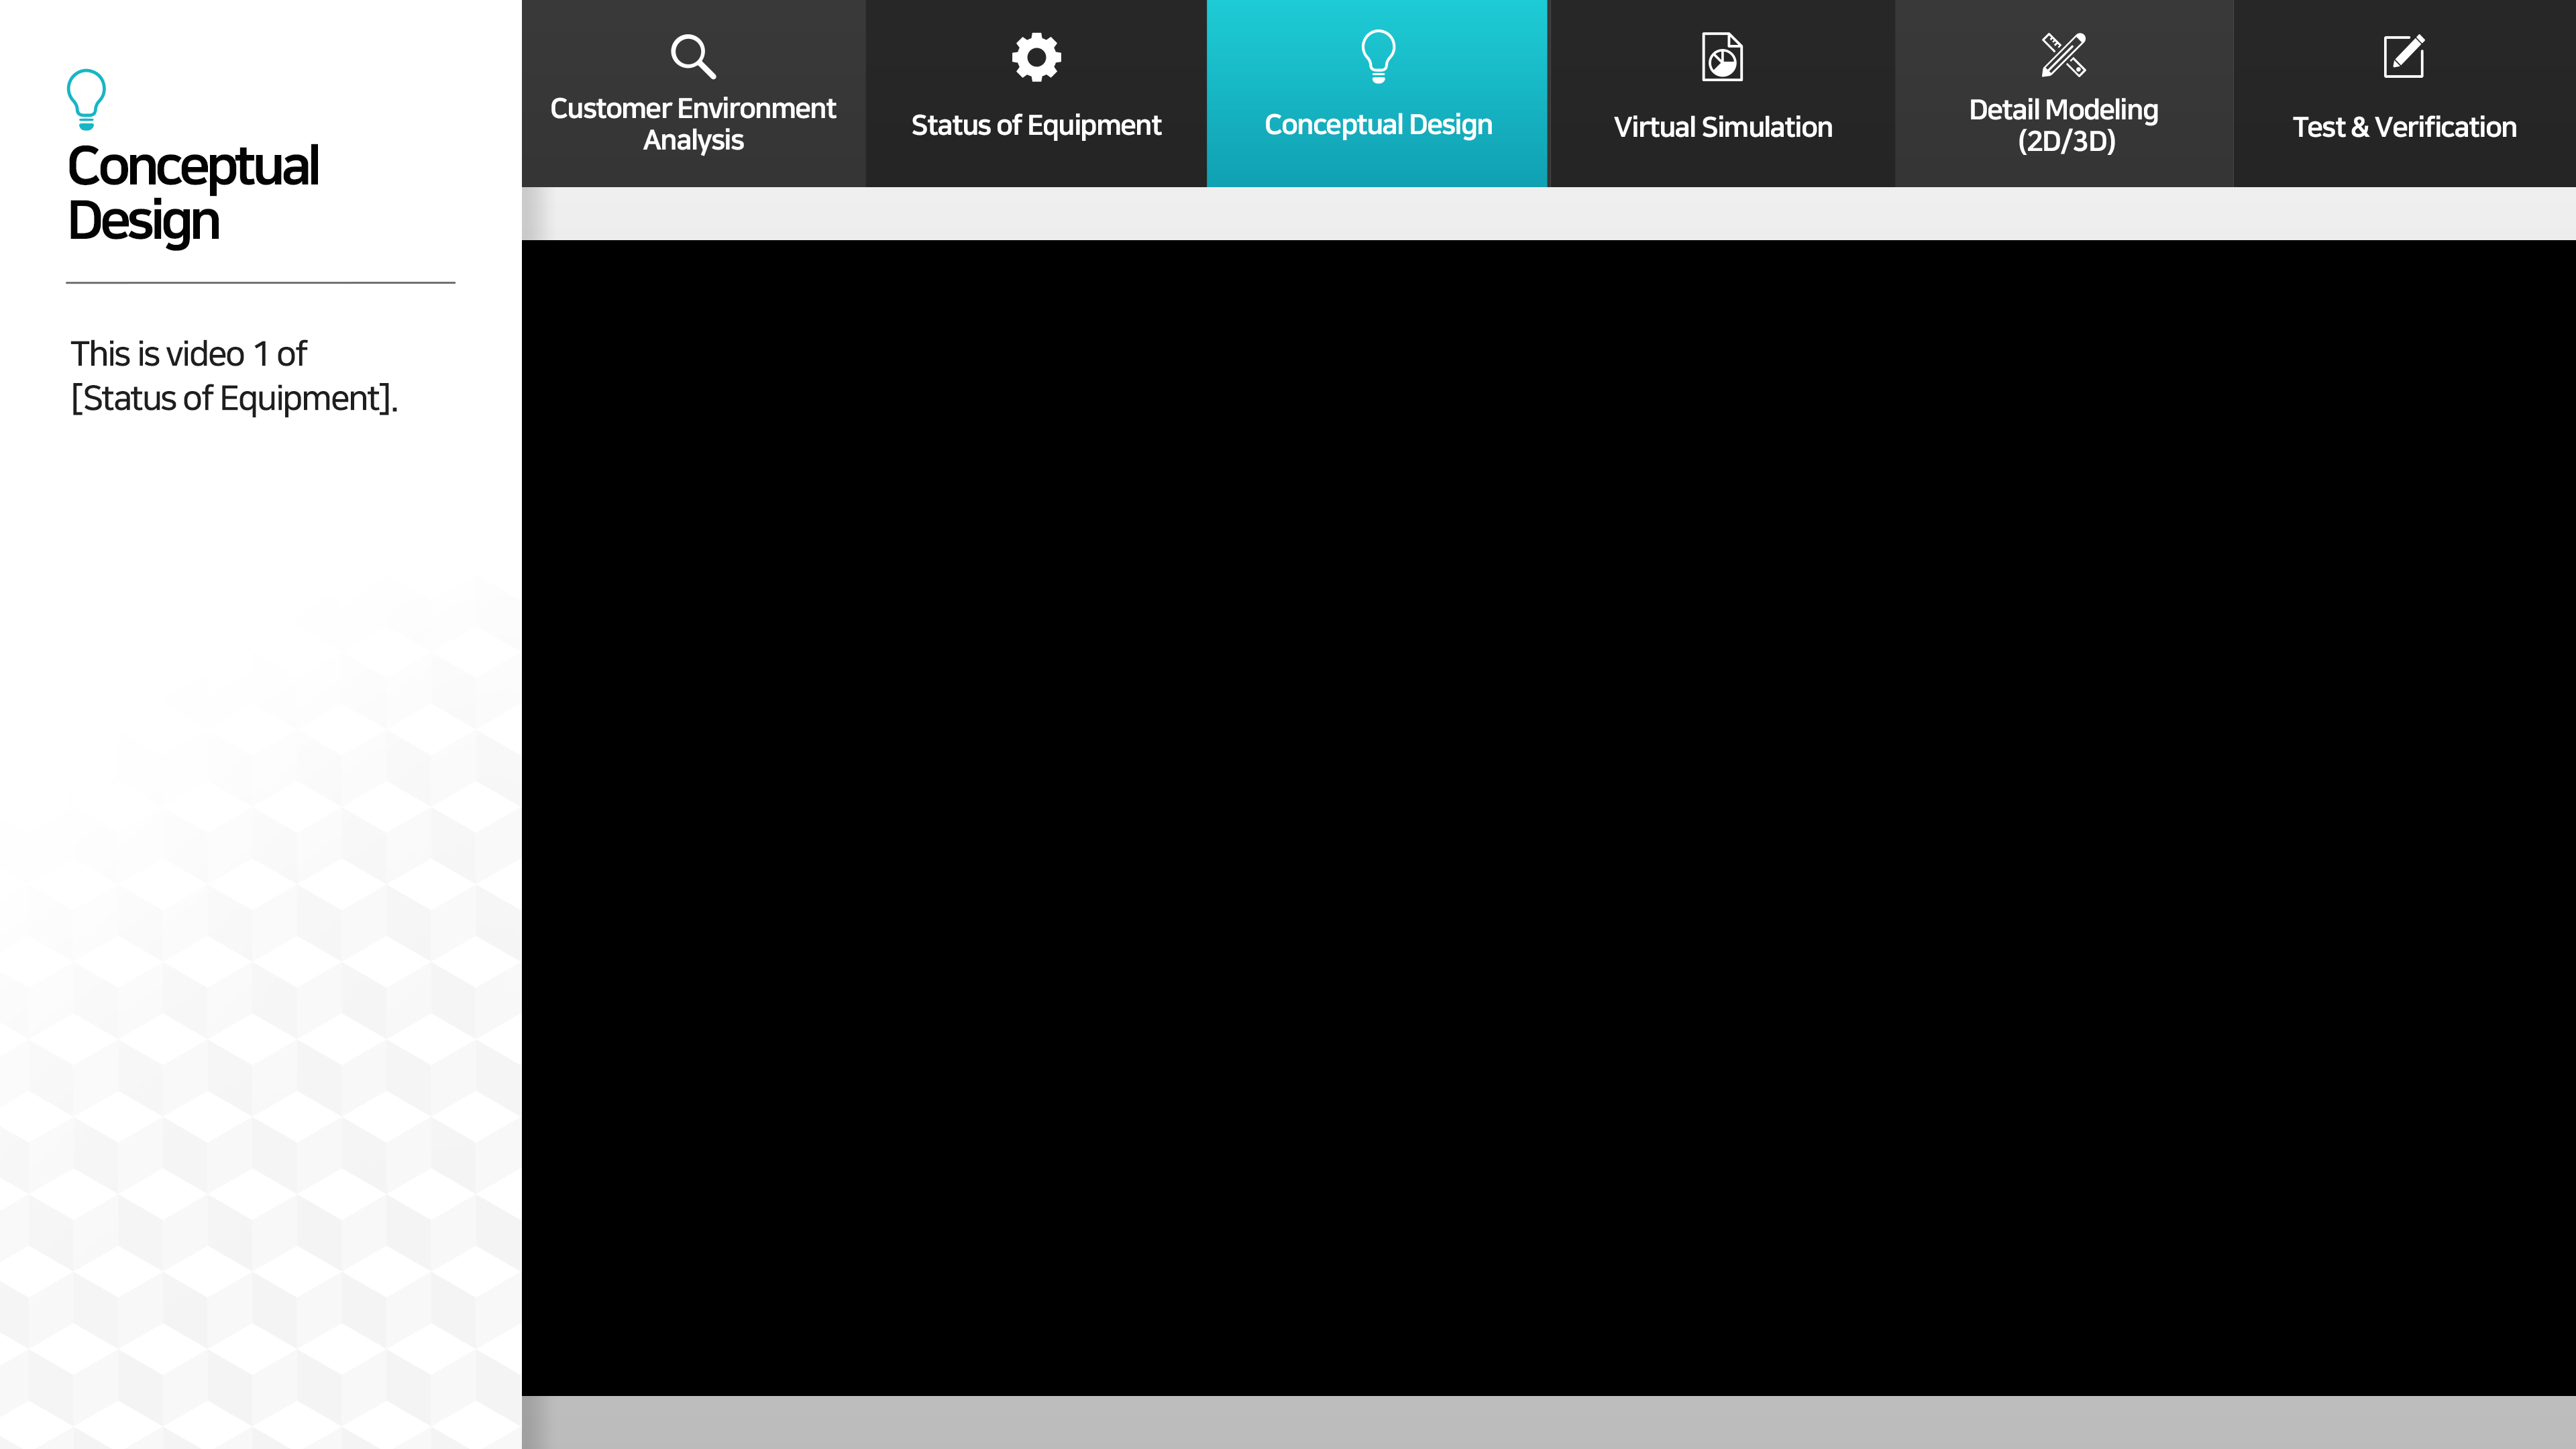 Conceptual
Design
This is video 1 of
[Status of Equipment].
Customer Environment
Analysis
Status of Equipment
Conceptual Design
Virtual Simulation
Detail Modeling
(2D/3D)
Test & Verification